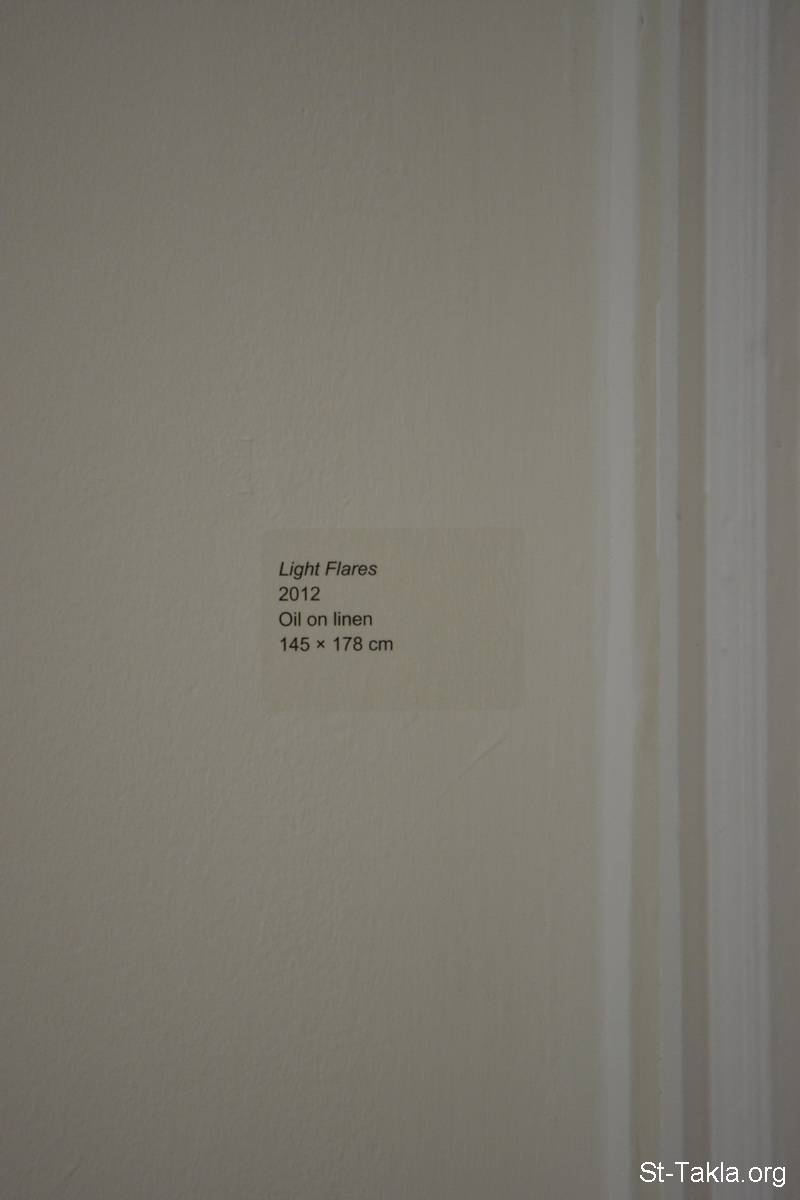 Light Flares
2012
Oil on linen
145 × 178 cm
St-Takla.org